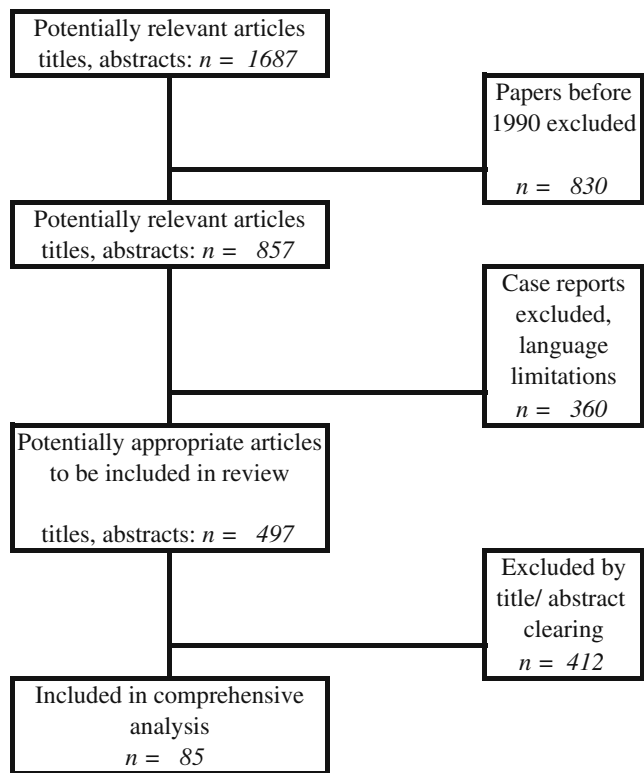 Potentially relevant articles
titles, abstracts: n = 1687
Papers before
1990 excluded
n = 830
Potentially relevant articles
titles, abstracts: n = 857
Case reports
excluded,
language
limitations
n = 360
Potentially appropriate articles
to be included in review
titles, abstracts: n = 497
Excluded by
title/ abstract
clearing
n = 412
Included in comprehensive
analysis
n = 85